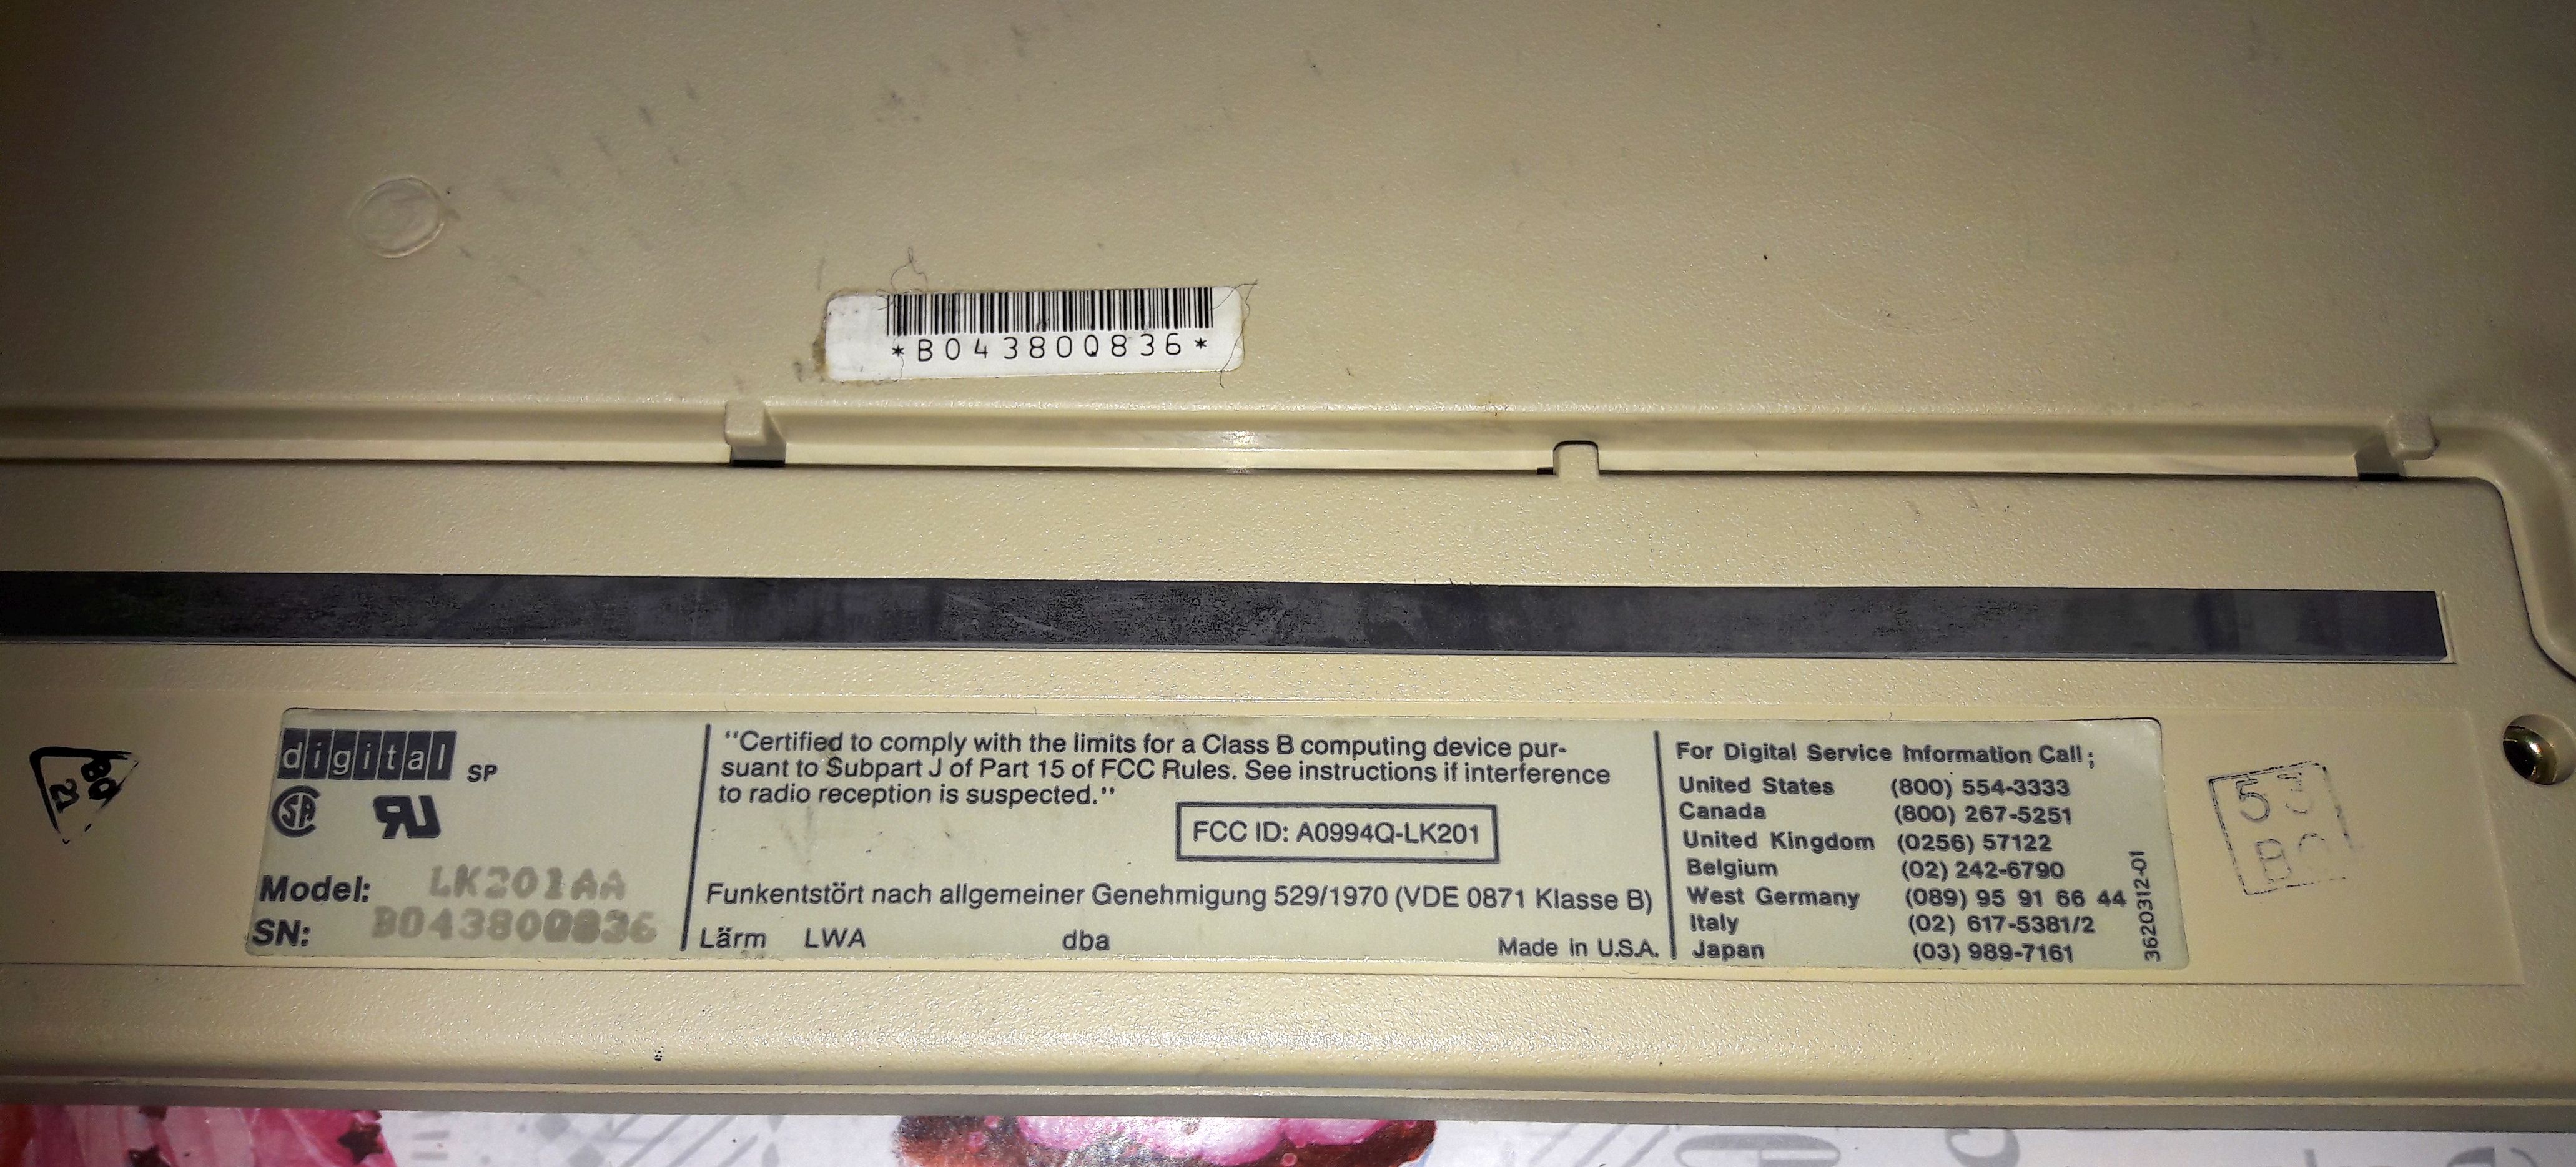 *B043800836*
digital SP
Model: LK201AA
SN: B043800836
"Certified to comply with the limits for a Class B computing device pur-
suant to Subpart J of Part 15 of FCC Rules. See instructions if interference
to radio reception is suspected."
FCC ID: A0994Q-LK201
Funkentstört nach allgemeiner Genehmigung 529/1970 (VDE 0871 Klasse B)
Lärm LWA dba
Made in U.S.A.
For Digital Service Information Call;
United States (800) 554-3333
Canada (800) 267-5251
United Kingdom (0256) 57122
Belgium (02) 242-6790
West Germany (089) 95 91 66 44
Italy (02) 617-5381/2
Japan (03) 989-7161
3620312-01
BO
21